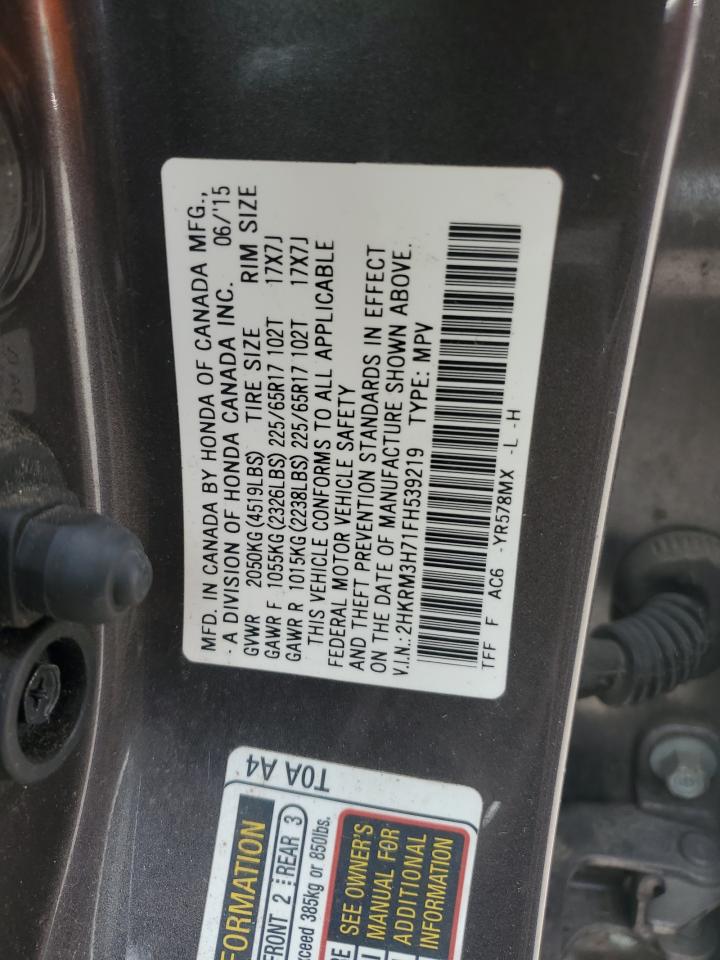 MFD. IN CANADA BY HONDA OF CANADA MFG.,
A DIVISION OF HONDA CANADA INC. 06/'15
GVWR 2050KG (4519LBS) TIRE SIZE RIM SIZE
GAWR F 1055KG (2326LBS) 225/65R17 102T 17X7J
GAWR R 1015KG (2238LBS) 225/65R17 102T 17X7J
THIS VEHICLE CONFORMS TO ALL APPLICABLE
FEDERAL MOTOR VEHICLE SAFETY
AND THEFT PREVENTION STANDARDS IN EFFECT
ON THE DATE OF MANUFACTURE SHOWN ABOVE.
V.I.N.: 2HKRM3H71FH539219 TYPE: MPV
TFF F AC6 -YR578MX -L -H
TOA A4
FRONT 2 REAR 3
385kg or 850lbs.
SEE OWNER'S
MANUAL FOR
ADDITIONAL
INFORMATION